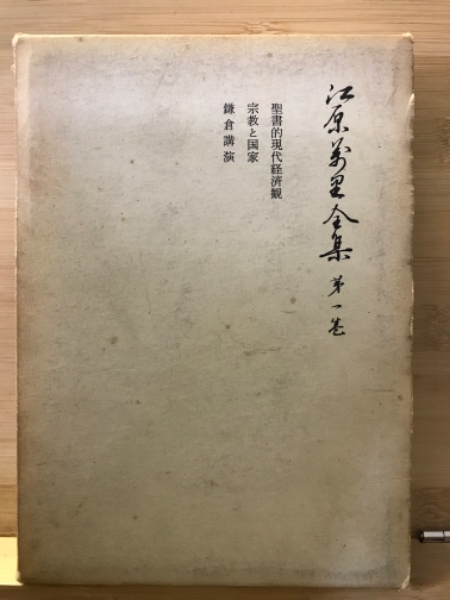 江原萬里全集 第一巻
聖書的現代経済観
宗教と国家
鎌倉講演